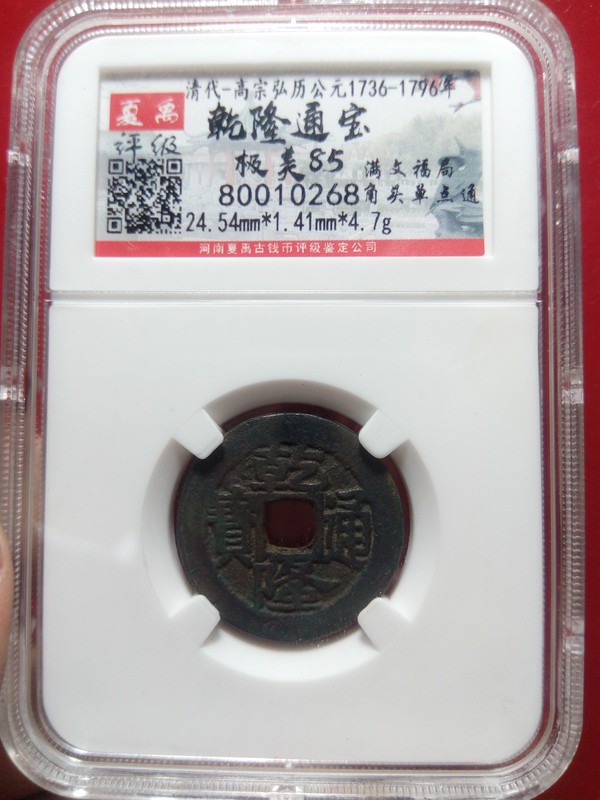 清代-高宗弘历公元1736-1796年
夏禹
评级
乾隆通宝
极美85
80010268
满文福局
角头单点通
24.54mm*1.41mm*4.7g
河南夏禹古钱币评级鉴定公司
乾
寳 通
隆